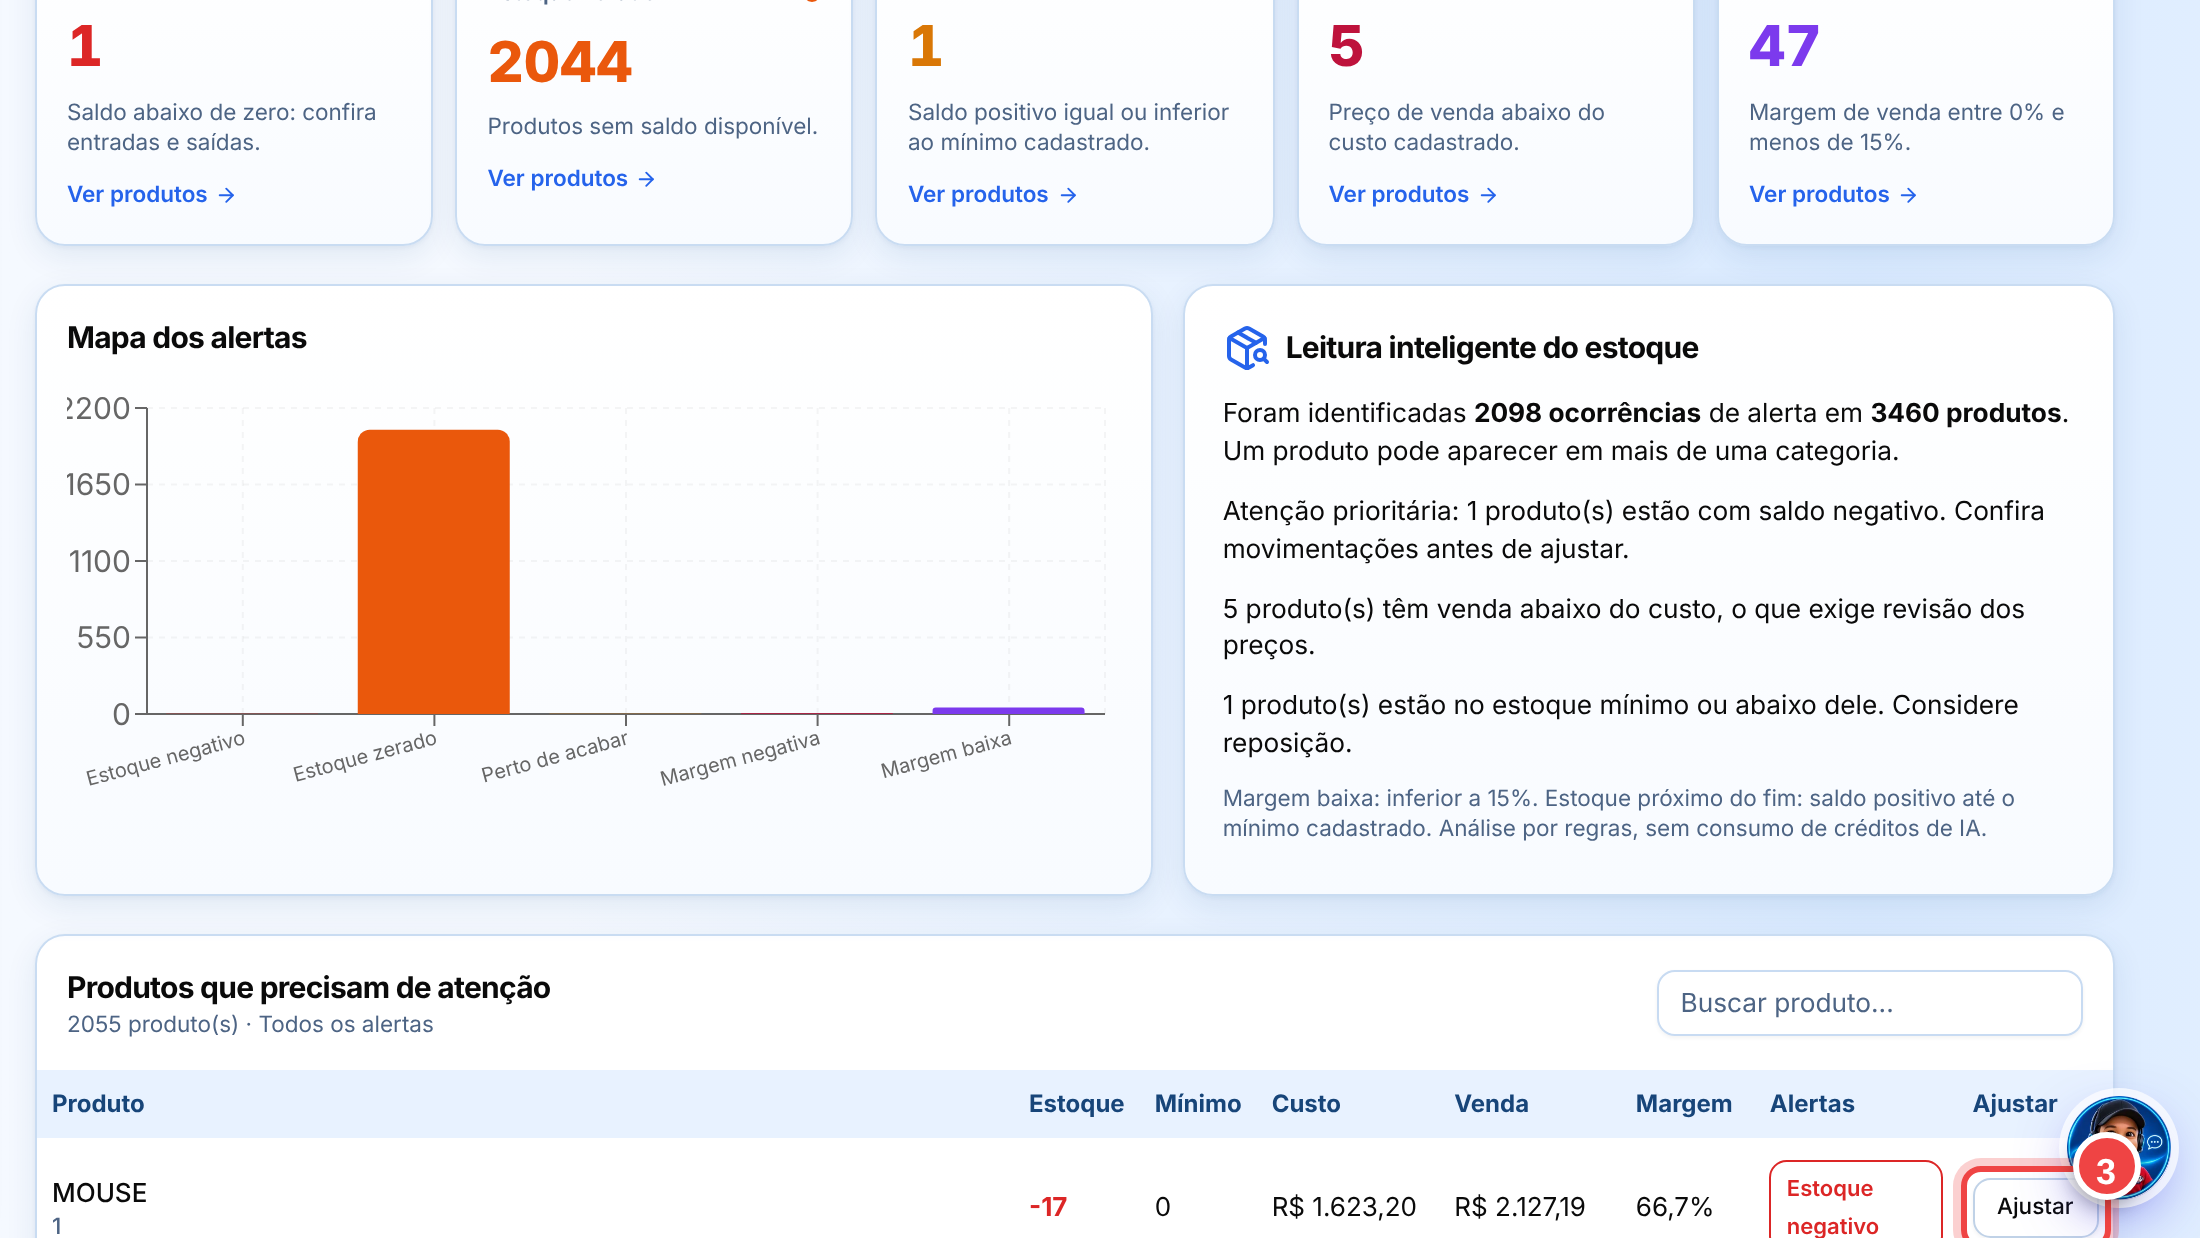 1
2044
1
5
47
Saldo abaixo de zero: confira
entradas e saídas.
Produtos sem saldo disponível.
Saldo positivo igual ou inferior
ao mínimo cadastrado.
Preço de venda abaixo do
custo cadastrado.
Margem de venda entre 0% e
menos de 15%.
Ver produtos →
Ver produtos →
Ver produtos →
Ver produtos →
Ver produtos →
Mapa dos alertas
2200
1650
1100
550
0
Estoque negativo
Estoque zerado
Perto de acabar
Margem negativa
Margem baixa
Leitura inteligente do estoque
Foram identificadas 2098 ocorrências de alerta em 3460 produtos.
Um produto pode aparecer em mais de uma categoria.
Atenção prioritária: 1 produto(s) estão com saldo negativo. Confira
movimentações antes de ajustar.
5 produto(s) têm venda abaixo do custo, o que exige revisão dos
preços.
1 produto(s) estão no estoque mínimo ou abaixo dele. Considere
reposição.
Margem baixa: inferior a 15%. Estoque próximo do fim: saldo positivo até o
mínimo cadastrado. Análise por regras, sem consumo de créditos de IA.
Produtos que precisam de atenção
2055 produto(s) · Todos os alertas
Buscar produto...
Produto Estoque Mínimo Custo Venda Margem Alertas Ajustar
MOUSE
1
-17 0 R$ 1.623,20 R$ 2.127,19 66,7%
Estoque
negativo
Ajustar
3